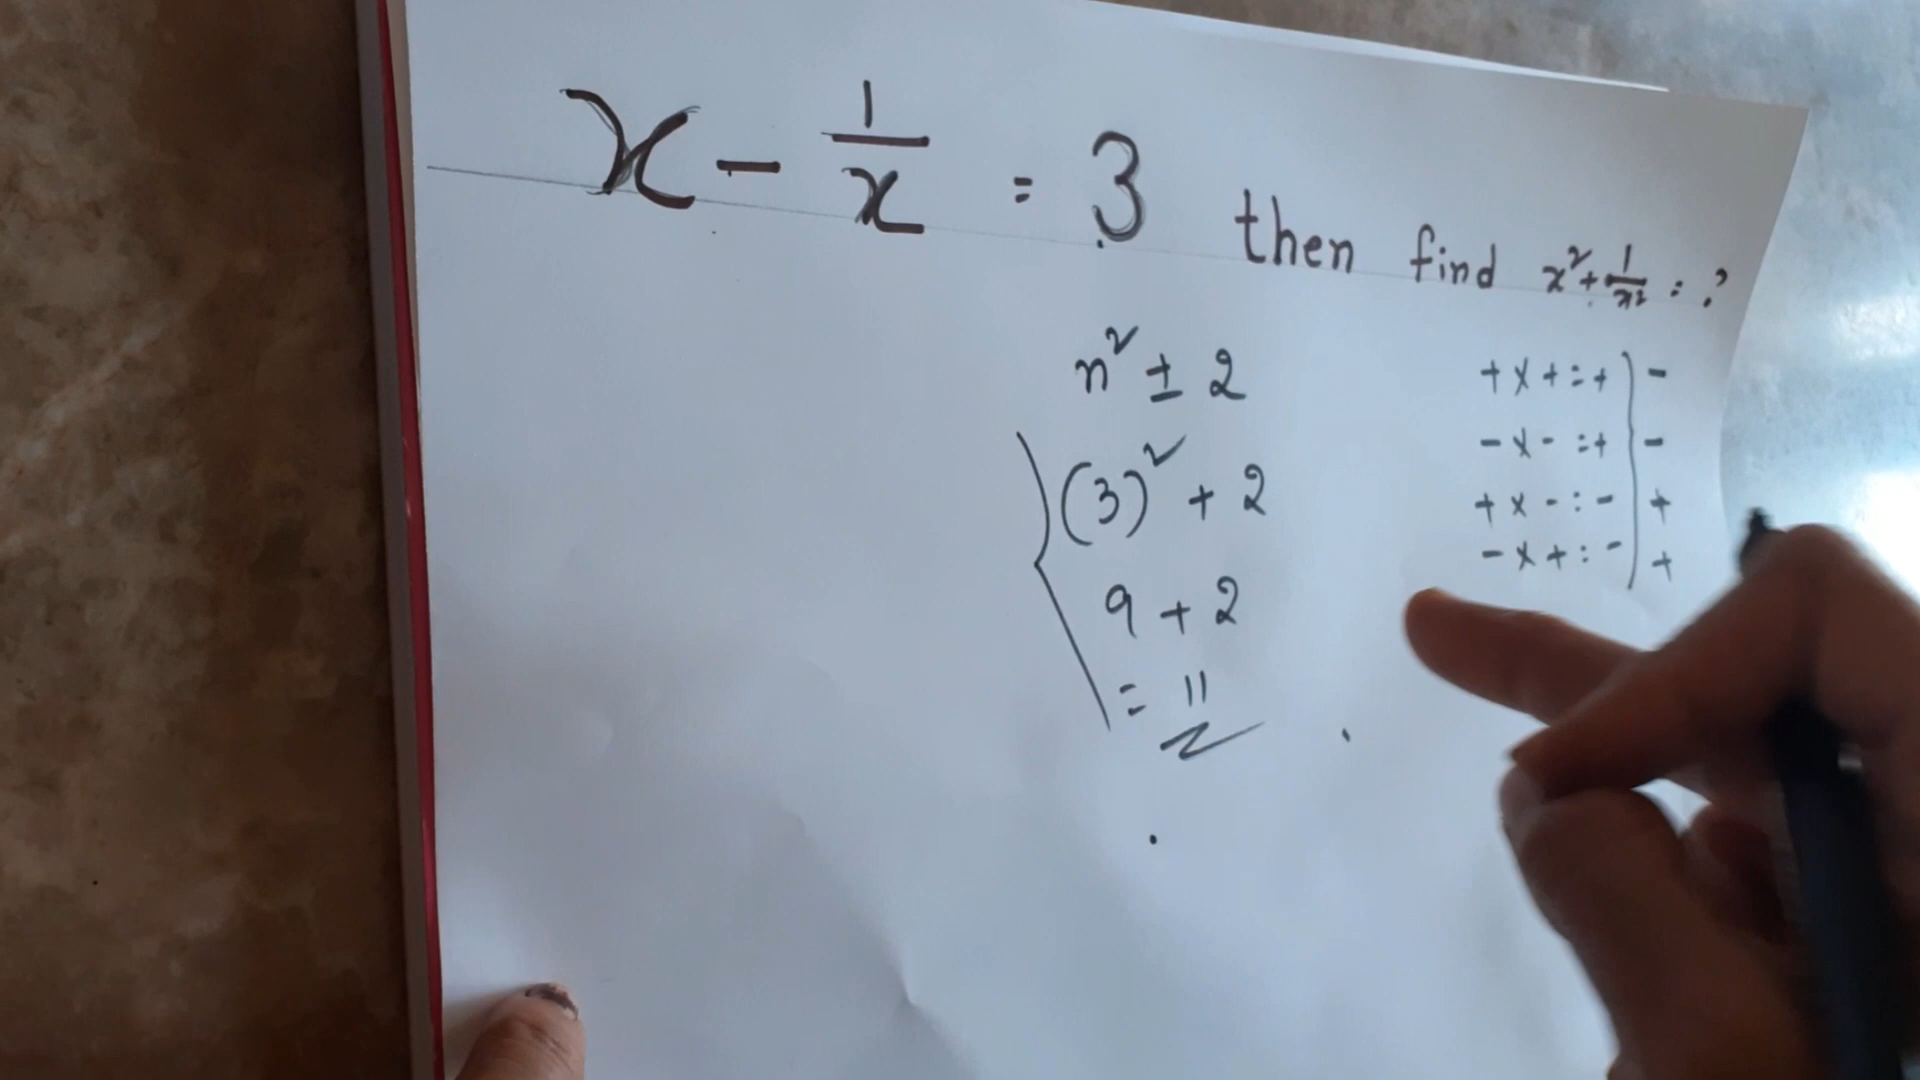 x - 1/x = 3 then find x² + 1/x² = ?
n² ± 2
(3)² + 2
9 + 2
= 11
+ x + = + | -
- x - = + | -
+ x - = - | +
- x + = - | +